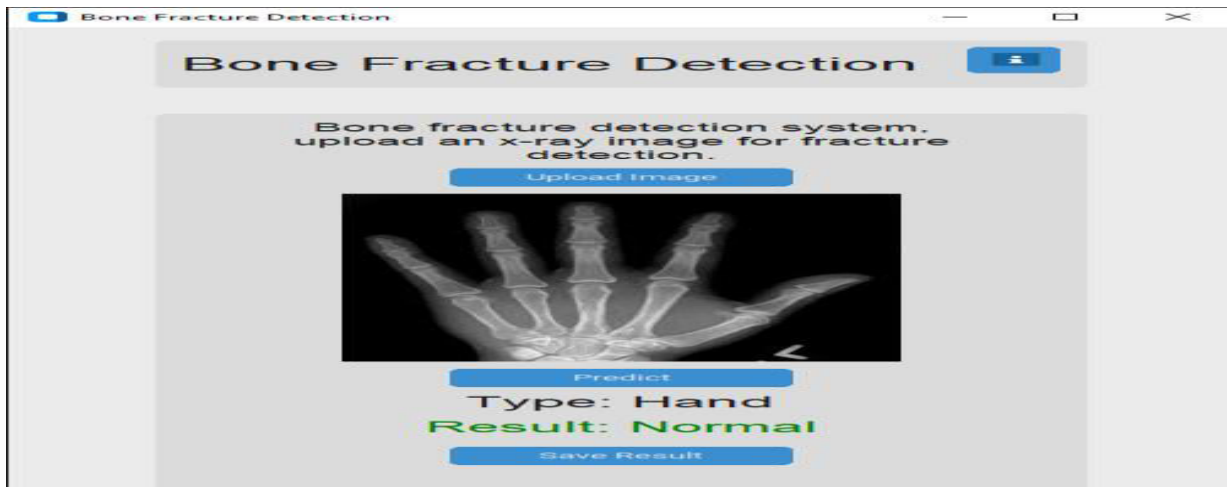 Bone Fracture Detection
Bone Fracture Detection
Bone fracture detection system,
upload an x-ray image for fracture
detection.
Upload Image
Predict
Type: Hand
Result: Normal
Save Result